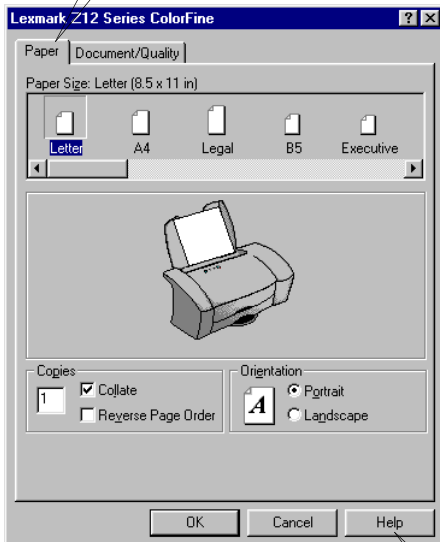 Lexmark Z12 Series ColorFine
Paper Document/Quality
Paper Size: Letter (8.5 x 11 in)
Letter A4 Legal B5 Executive
Copies
1
Collate
Reverse Page Order
Orientation
A
Portrait
Landscape
OK Cancel Help